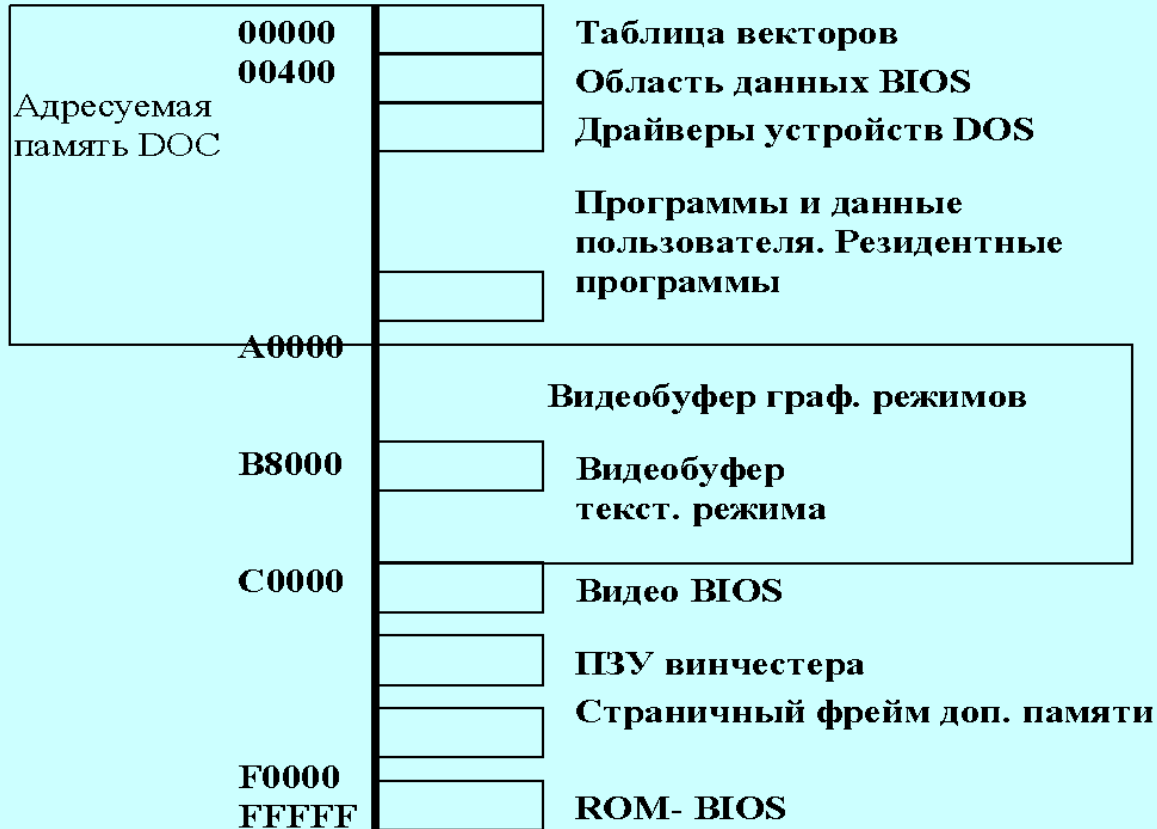 00000 Таблица векторов
00400 Область данных BIOS
Адресуемая
память DOC
Драйверы устройств DOS
Программы и данные
пользователя. Резидентные
программы
A0000
Видеобуфер граф. режимов
B8000 Видеобуфер
текст. режима
C0000 Видео BIOS
ПЗУ винчестера
Страничный фрейм доп. памяти
F0000
FFFFF ROM- BIOS